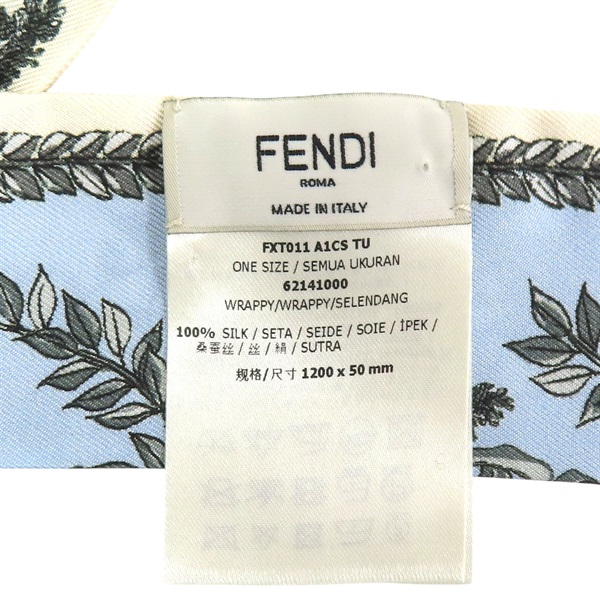 FENDI
ROMA
MADE IN ITALY
FXT011 A1CS TU
ONE SIZE / SEMUA UKURAN
62141000
WRAPPY/WRAPPY/SELENDANG
100% SILK / SETA / SEIDE / SOIE / İPEK /
桑蚕丝 / 丝 / 絹 / SUTRA
规格/尺寸 1200 x 50 mm